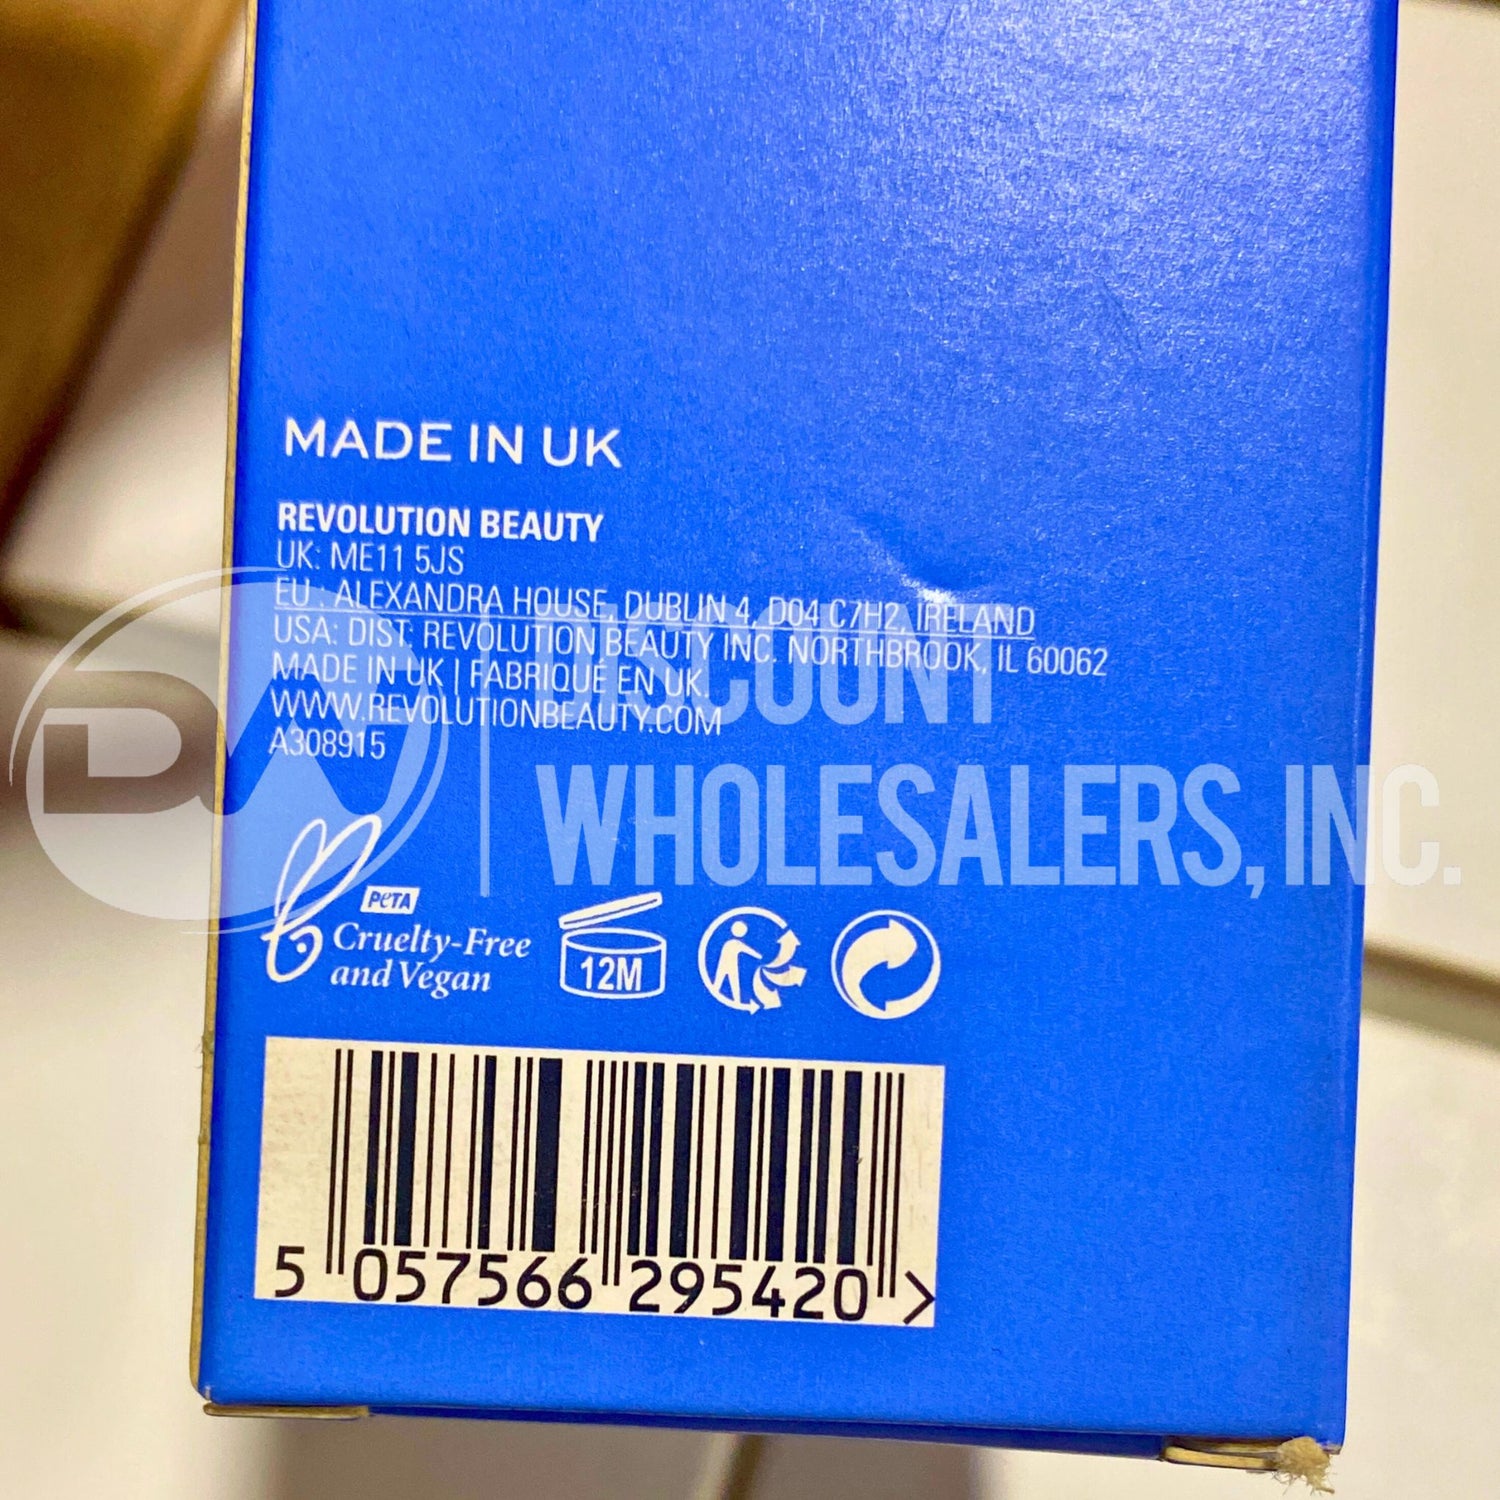 MADE IN UK
REVOLUTION BEAUTY
UK: ME11 5JS
EU : ALEXANDRA HOUSE, DUBLIN 4, D04 C7H2, IRELAND
USA: DIST: REVOLUTION BEAUTY INC. NORTHBROOK, IL 60062
MADE IN UK | FABRIQUÉ EN UK.
WWW.REVOLUTIONBEAUTY.COM
A308915
DW
DISCOUNT
WHOLESALERS, INC.
PETA
Cruelty-Free
and Vegan
12M
5 057566 295420 >